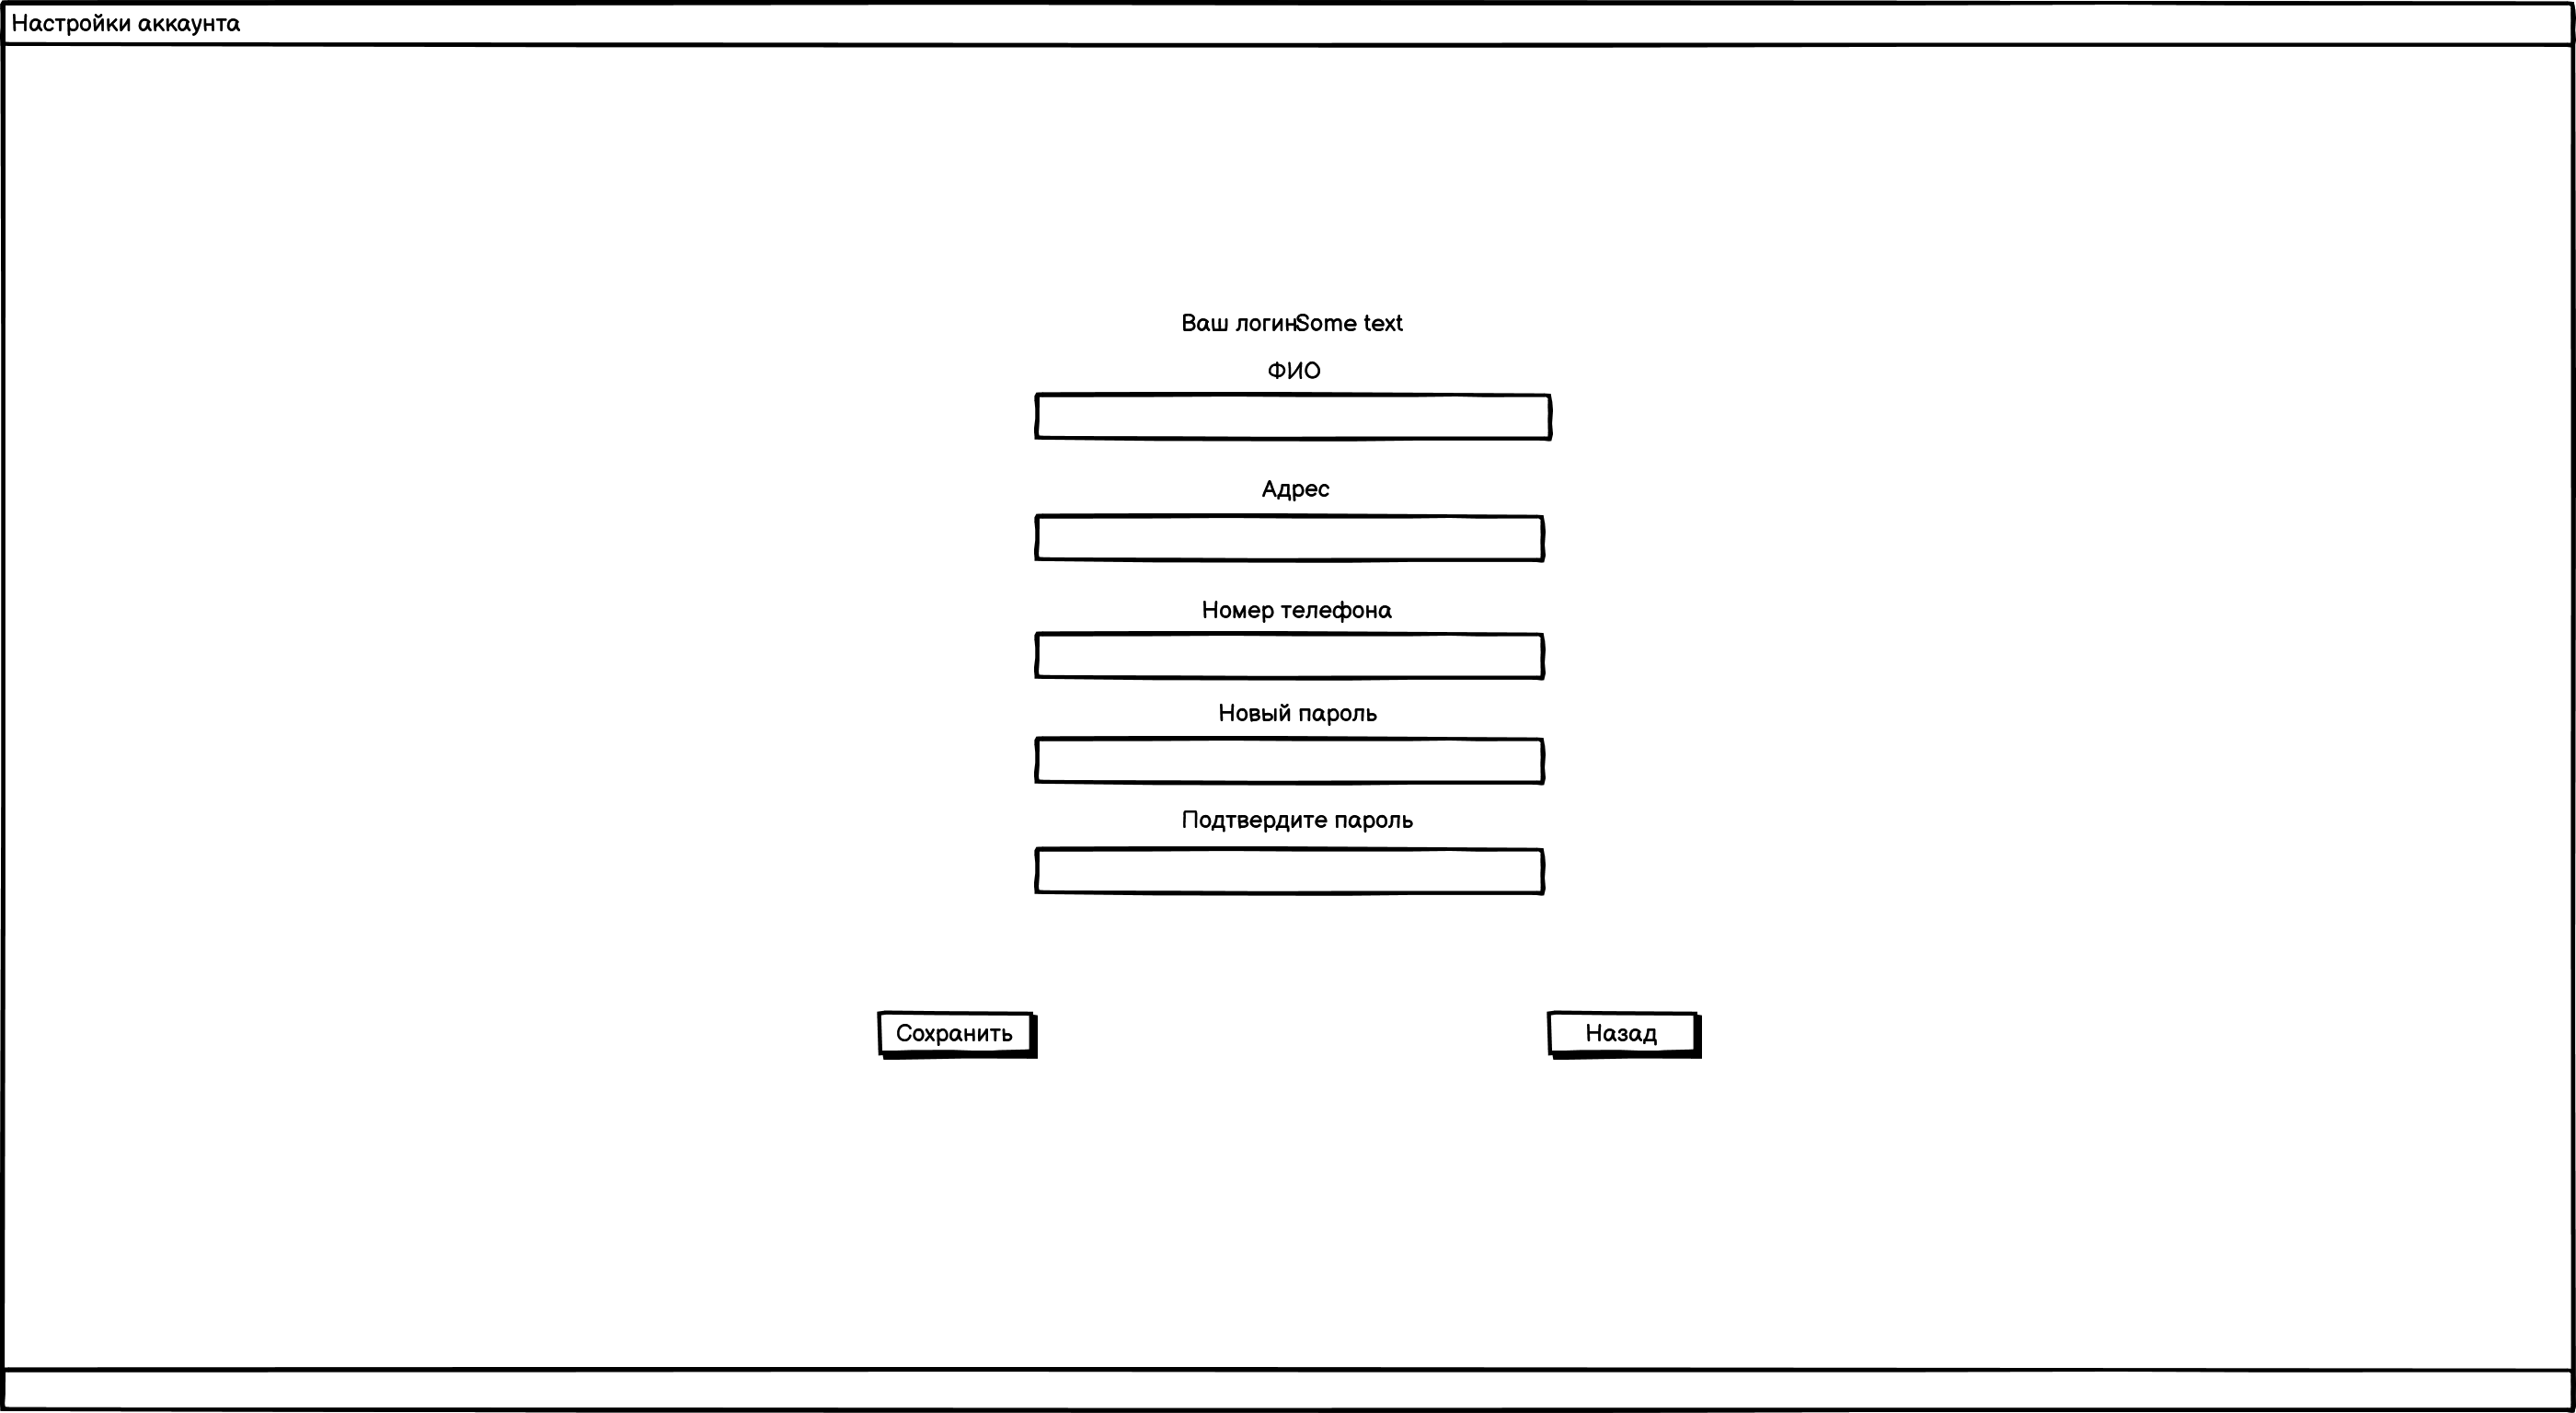 Настройки аккаунта
Ваш логинSome text
ФИО
Адрес
Номер телефона
Новый пароль
Подтвердите пароль
Сохранить
Назад